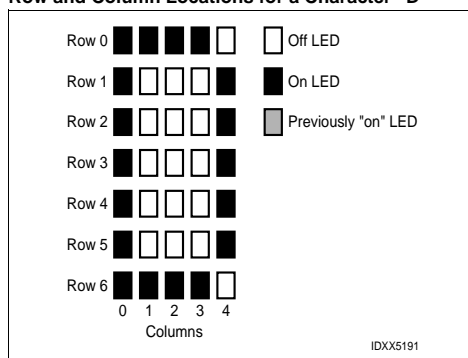 Row and Column Locations for a Character "D"
Row 0 Off LED
Row 1 On LED
Row 2 Previously "on" LED
Row 3
Row 4
Row 5
Row 6
0 1 2 3 4
Columns
IDXX5191